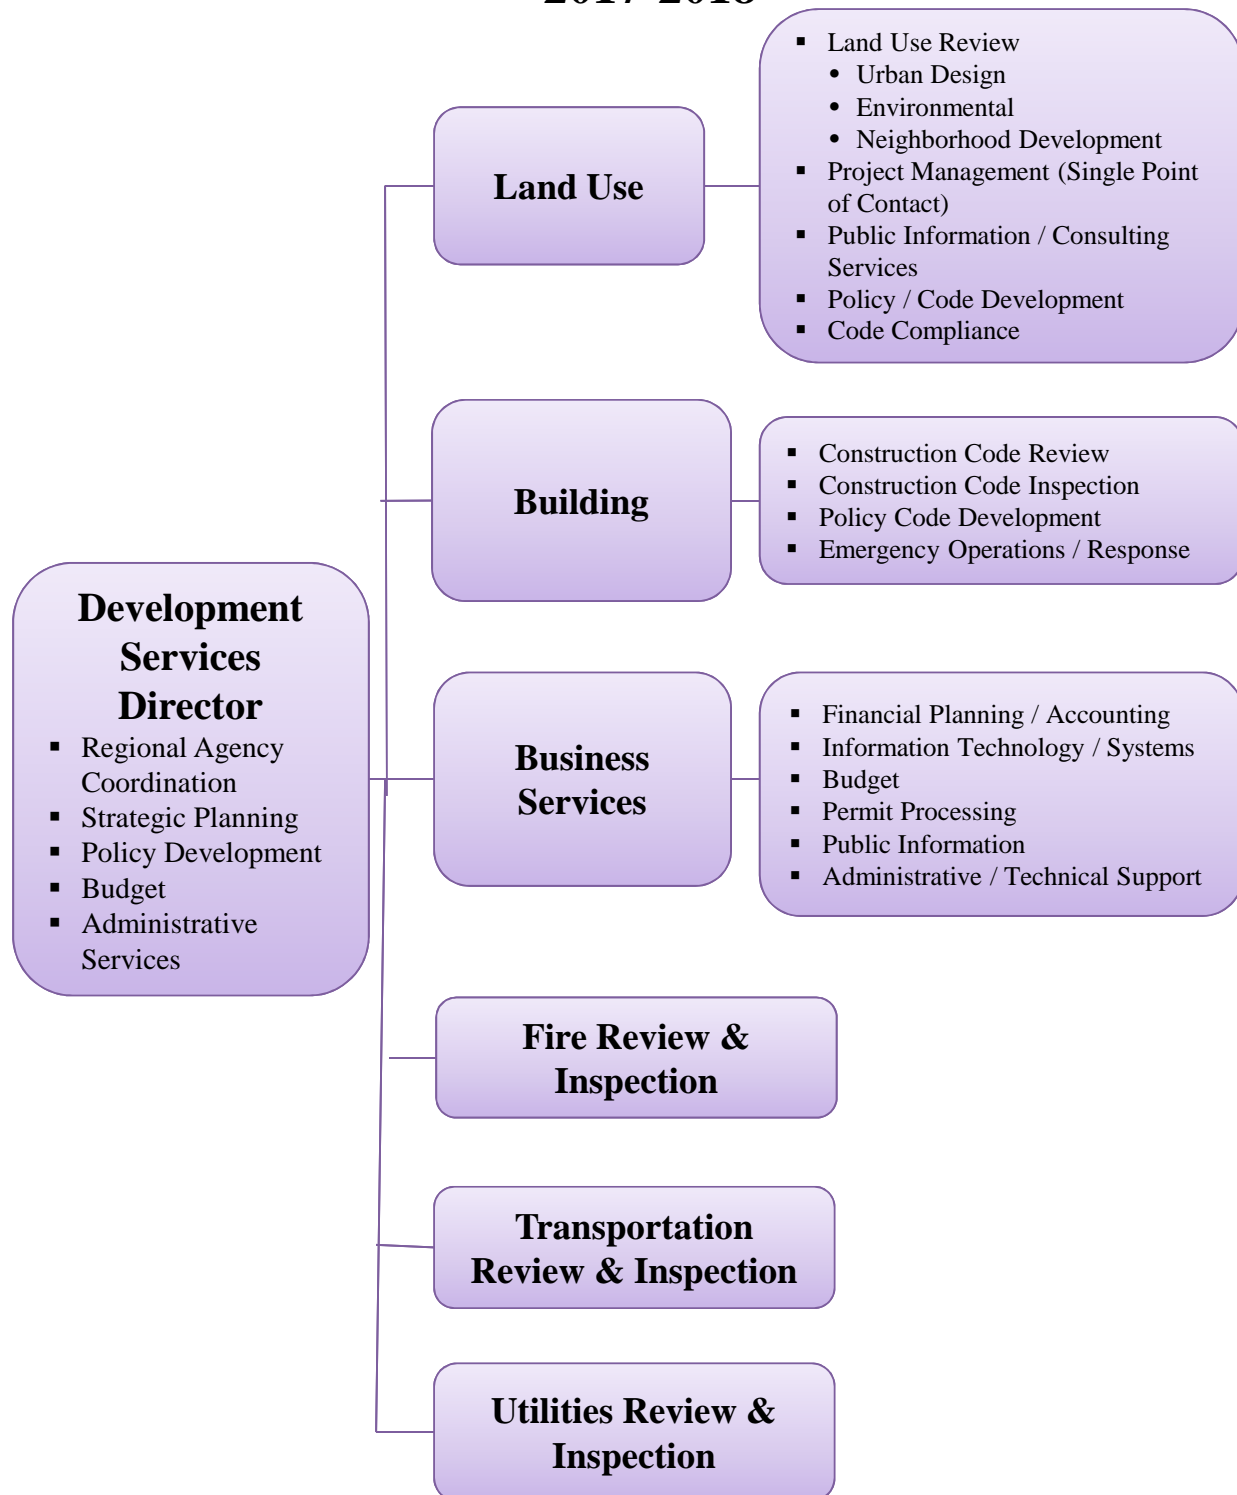 2017-2018
Land Use
▪ Land Use Review
• Urban Design
• Environmental
• Neighborhood Development
▪ Project Management (Single Point
of Contact)
▪ Public Information / Consulting
Services
▪ Policy / Code Development
▪ Code Compliance
Building
▪ Construction Code Review
▪ Construction Code Inspection
▪ Policy Code Development
▪ Emergency Operations / Response
Development
Services
Director
▪ Regional Agency
Coordination
▪ Strategic Planning
▪ Policy Development
▪ Budget
▪ Administrative
Services
Business
Services
▪ Financial Planning / Accounting
▪ Information Technology / Systems
▪ Budget
▪ Permit Processing
▪ Public Information
▪ Administrative / Technical Support
Fire Review &
Inspection
Transportation
Review & Inspection
Utilities Review &
Inspection